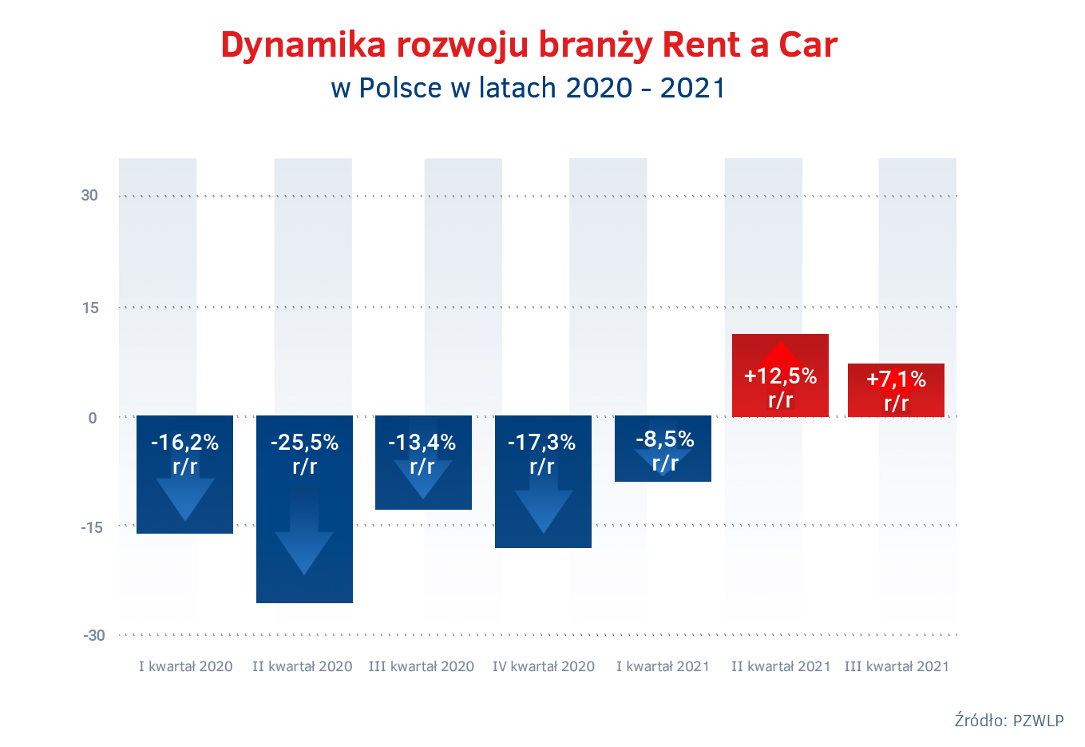 Dynamika rozwoju branży Rent a Car
w Polsce w latach 2020 - 2021
30
15
0
-15
-30
-16,2%
r/r
-25,5%
r/r
-13,4%
r/r
-17,3%
r/r
-8,5%
r/r
+12,5%
r/r
+7,1%
r/r
I kwartał 2020
II kwartał 2020
III kwartał 2020
IV kwartał 2020
I kwartał 2021
II kwartał 2021
III kwartał 2021
Źródło: PZWLP